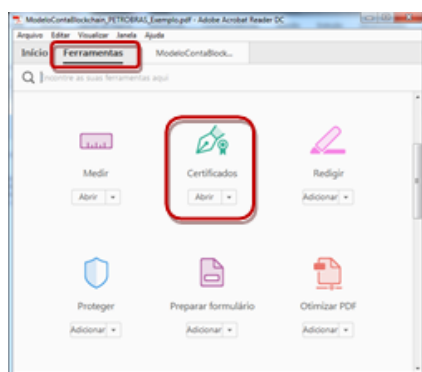 ModeloContaBlockchain_PETROBRAS_Exemplo.pdf - Adobe Acrobat Reader DC
Arquivo Editar Visualizar Janela Ajuda
Início Ferramentas ModeloContaBlock...
ncontre as suas ferramentas aqui
Medir Certificados Redigir
Abrir Abrir Adicionar
Proteger Preparar formulário Otimizar PDF
Adicionar Adicionar Adicionar